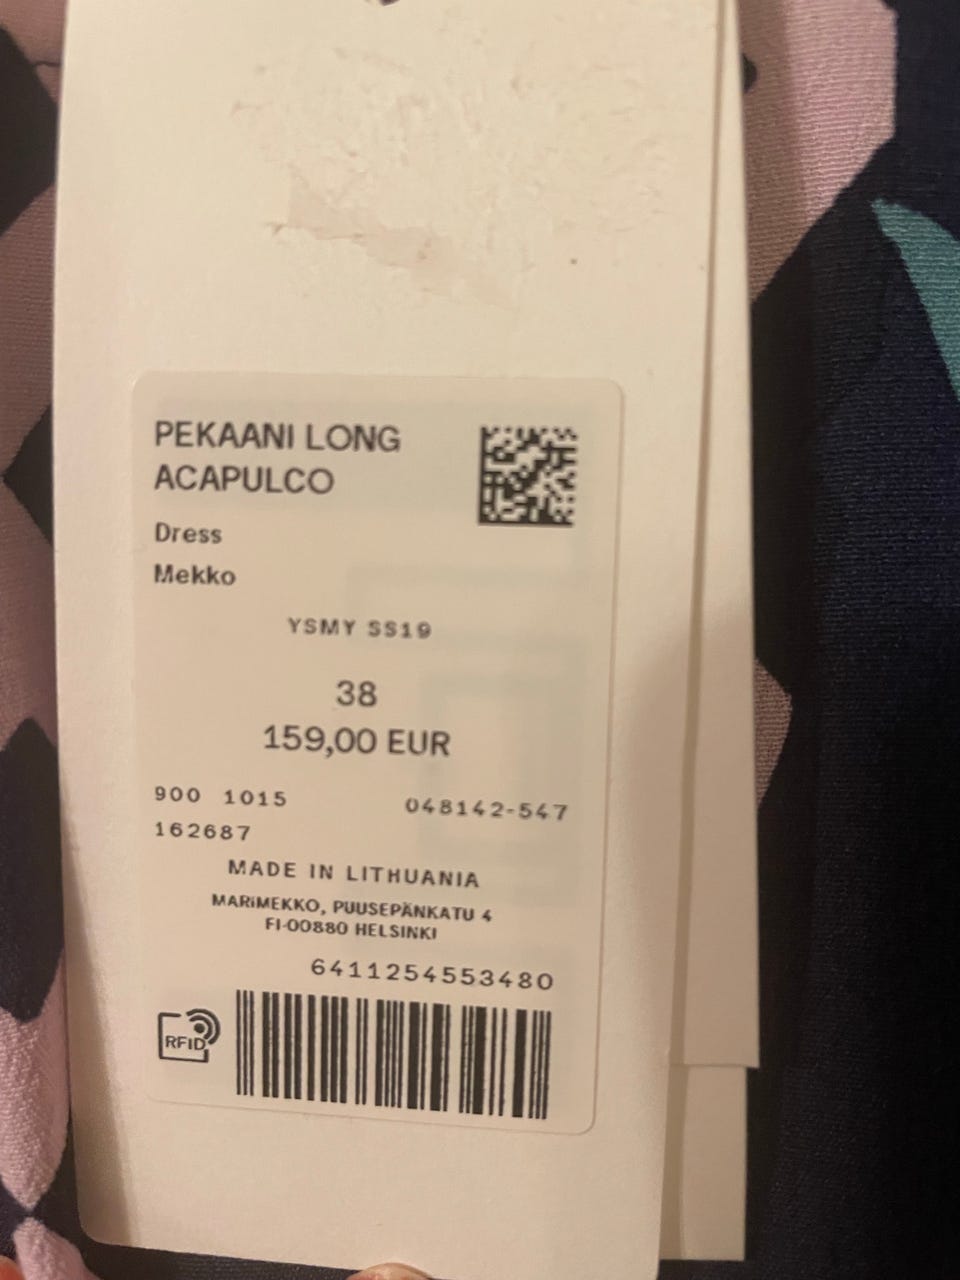 PEKAANI LONG
ACAPULCO
Dress
Mekko
YSMY SS19
38
159,00 EUR
900 1015 048142-547
162687
MADE IN LITHUANIA
MARIMEKKO, PUUSEPÄNKATU 4
FI-00880 HELSINKI
6411254553480
RFID